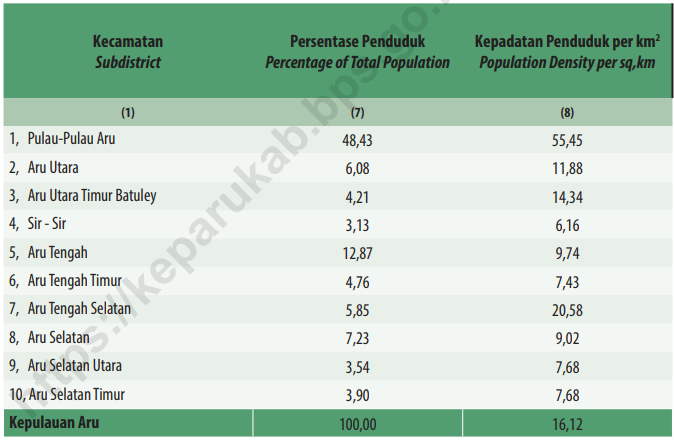 Kecamatan Persentase Penduduk Kepadatan Penduduk per km²
Subdistrict Percentage of Total Population Population Density per sq,km
(1) (7) (8)
1, Pulau-Pulau Aru 48,43 55,45
2, Aru Utara 6,08 11,88
3, Aru Utara Timur Batuley 4,21 14,34
4, Sir - Sir 3,13 6,16
5, Aru Tengah 12,87 9,74
6, Aru Tengah Timur 4,76 7,43
7, Aru Tengah Selatan 5,85 20,58
8, Aru Selatan 7,23 9,02
9, Aru Selatan Utara 3,54 7,68
10, Aru Selatan Timur 3,90 7,68
Kepulauan Aru 100,00 16,12
https://keparukab.bps.go.